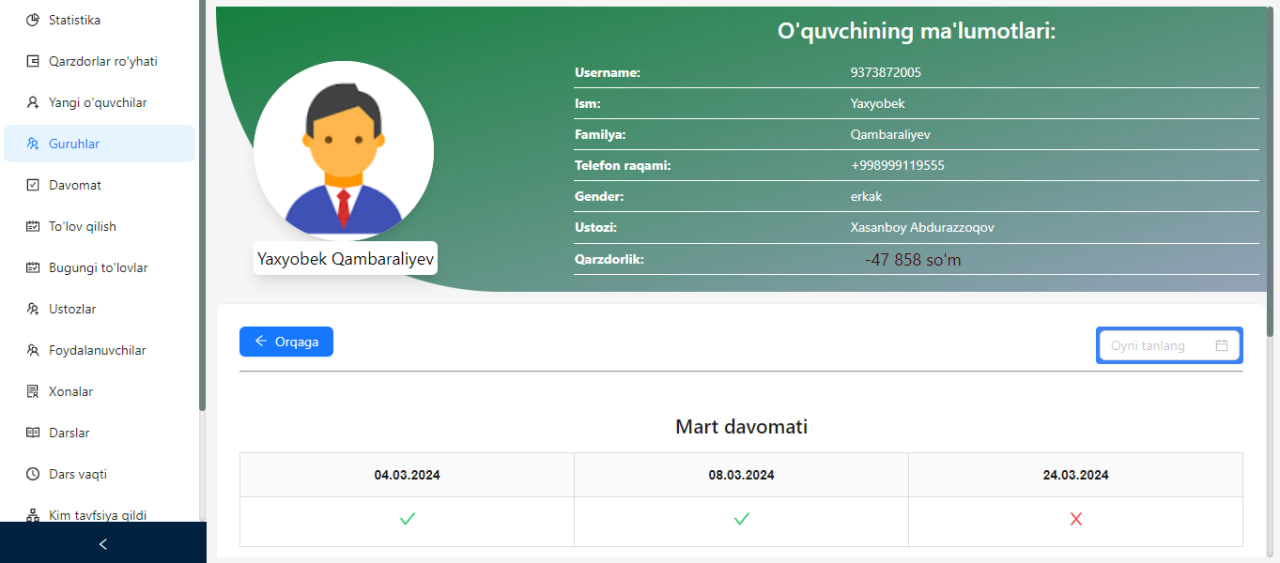 Statistika
Qarzdorlar ro'yhati
Yangi o'quvchilar
Guruhlar
Davomat
To'lov qilish
Bugungi to'lovlar
Ustozlar
Foydalanuvchilar
Xonalar
Darslar
Dars vaqti
Kim tavfsiya qildi
O'quvchining ma'lumotlari:
Username: 9373872005
Ism: Yaxyobek
Familya: Qambaraliyev
Telefon raqami: +998999119555
Gender: erkak
Ustozi: Xasanboy Abdurazzoqov
Qarzdorlik: -47 858 so'm
Yaxyobek Qambaraliyev
Orqaga
Oyni tanlang
Mart davomati
04.03.2024 08.03.2024 24.03.2024